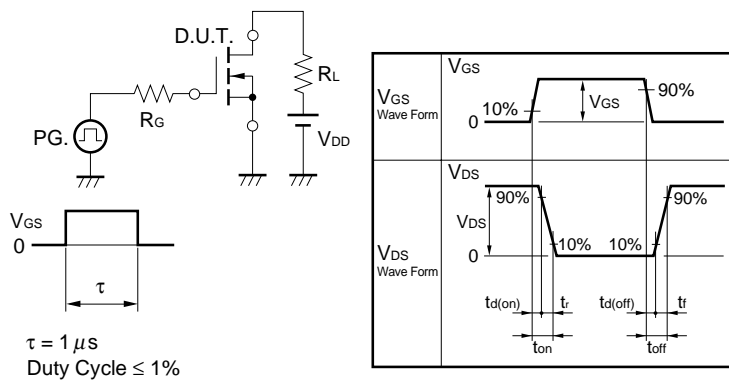 D.U.T.
RL
RG
PG.
VDD
VGS
0
τ
τ = 1 μs
Duty Cycle ≤ 1%
VGS
Wave Form
VGS
10%
VGS
90%
0
VDS
Wave Form
VDS
90%
VDS
10%
10%
90%
0
td(on)
tr
td(off)
tf
ton
toff